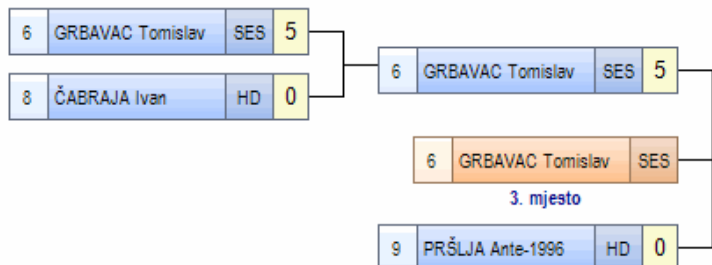 6 GRBAVAC Tomislav SES 5
8 ČABRAJA Ivan HD 0
6 GRBAVAC Tomislav SES 5
6 GRBAVAC Tomislav SES
3. mjesto
9 PRŠLJA Ante-1996 HD 0